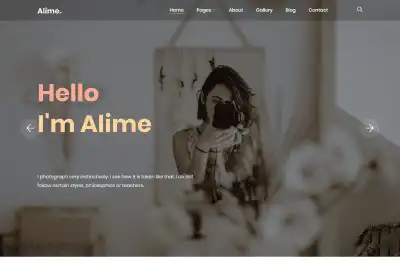 Alime.
Home Pages About Gallery Blog Contact
Hello
I'm Alime
I photograph very instinctively. I see how it is taken like that. I do not
follow certain styles, philosophies or teachers.